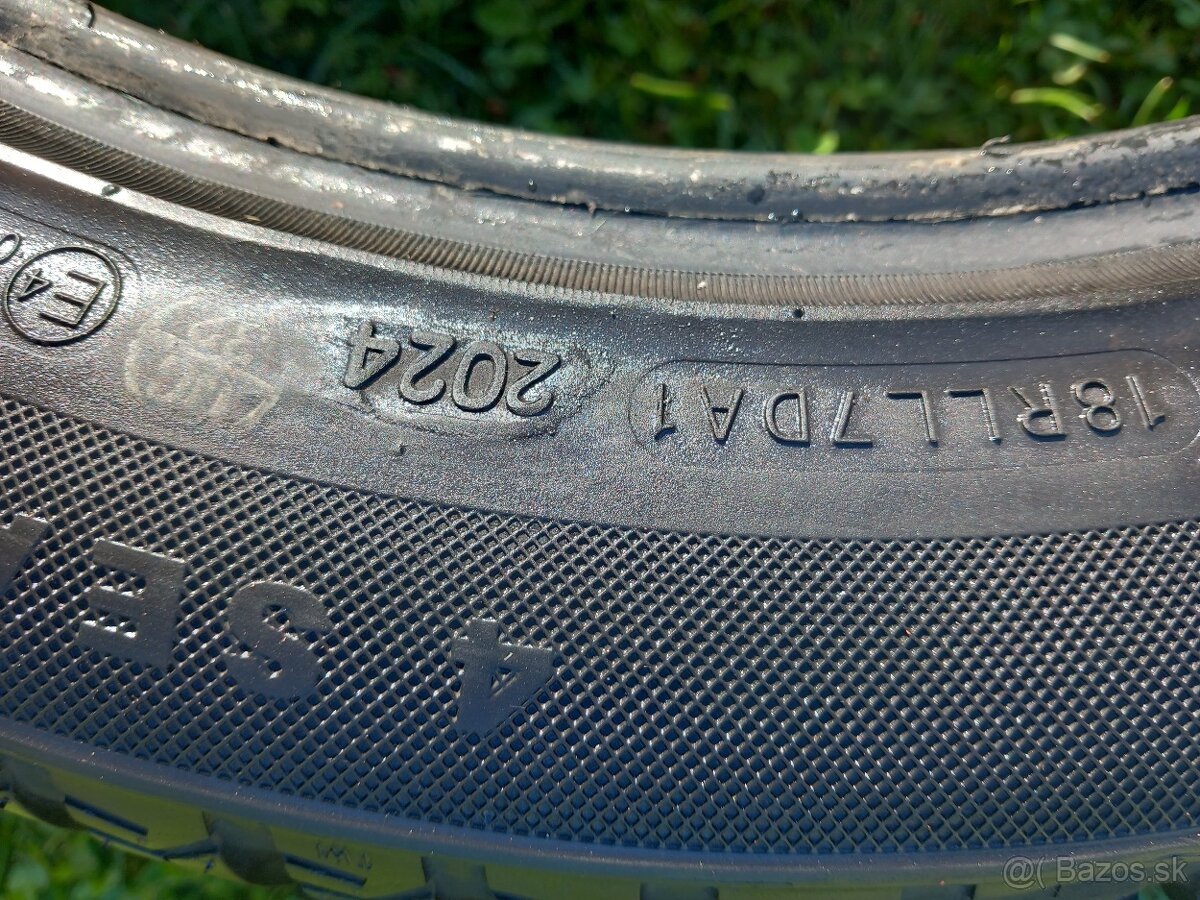 18RLL7DA1 2024
E4
4 SE
@( Bazos.sk